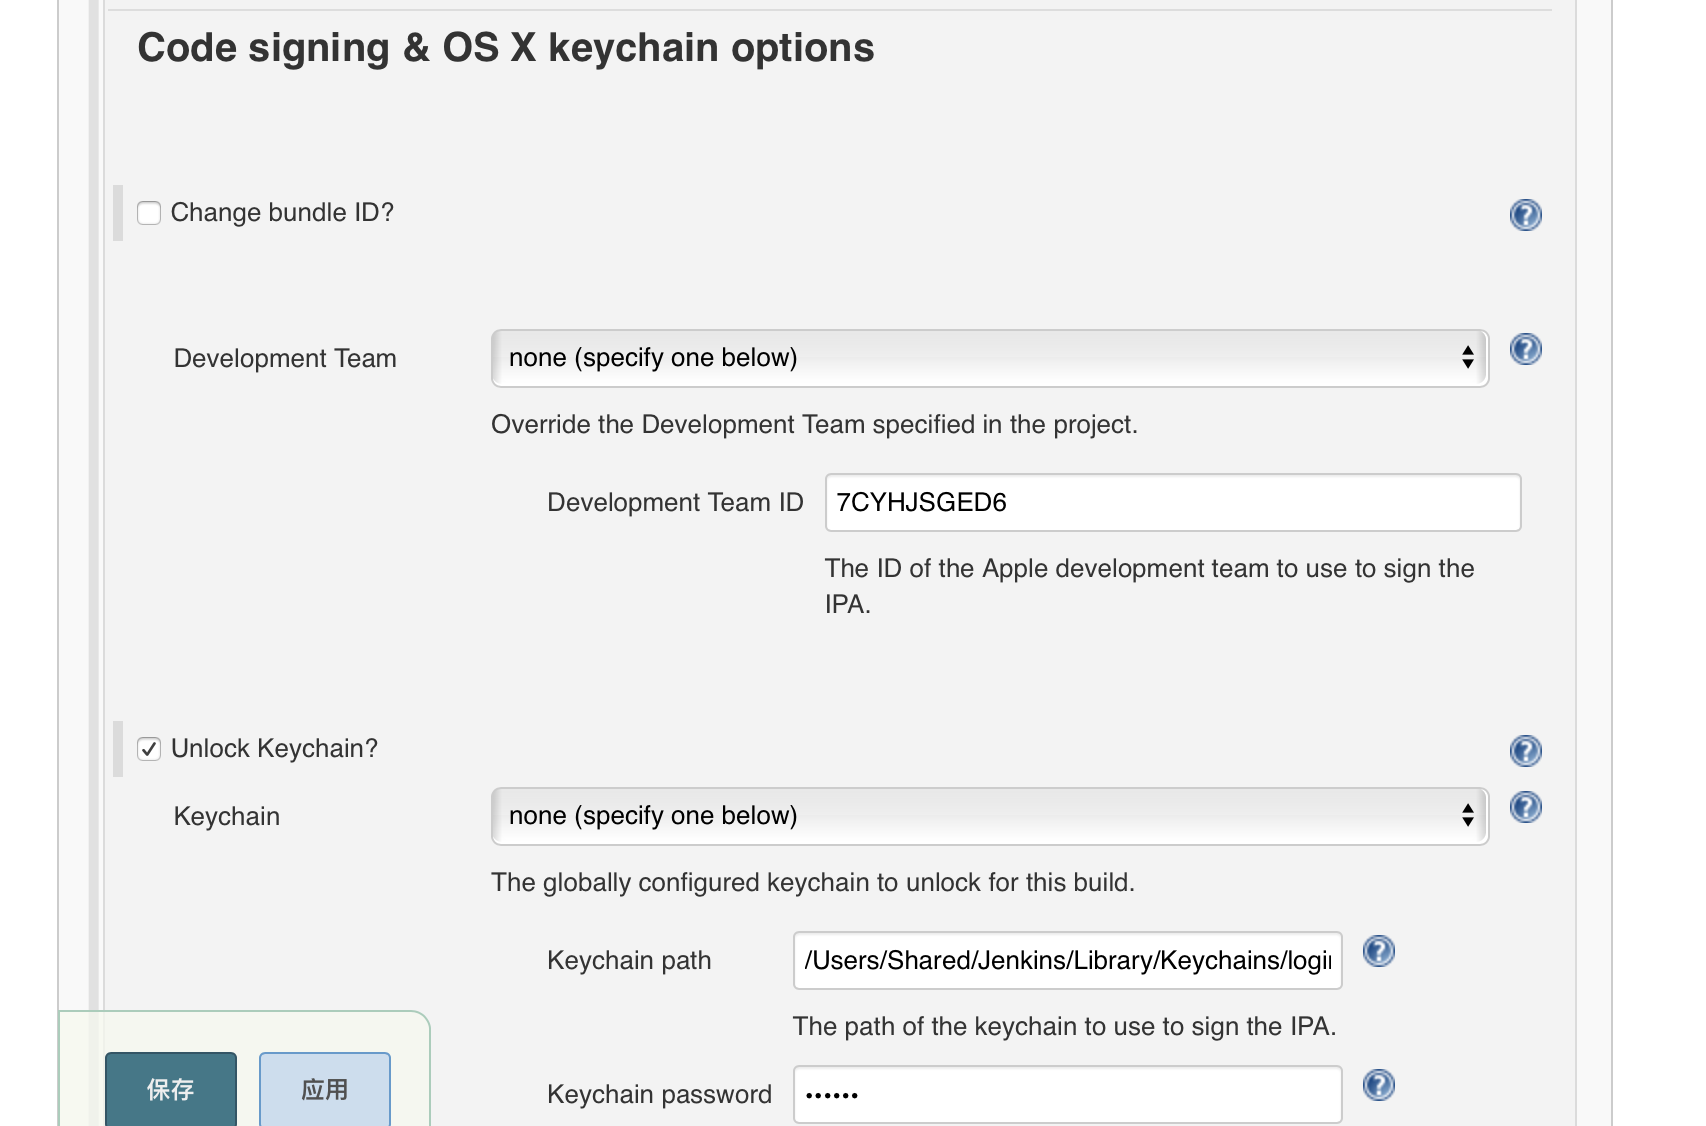 Code signing & OS X keychain options
Change bundle ID?
Development Team
none (specify one below)
Override the Development Team specified in the project.
Development Team ID
7CYHJSGED6
The ID of the Apple development team to use to sign the
IPA.
Unlock Keychain?
Keychain
none (specify one below)
The globally configured keychain to unlock for this build.
Keychain path
/Users/Shared/Jenkins/Library/Keychains/logi
The path of the keychain to use to sign the IPA.
Keychain password
••••••
保存
应用